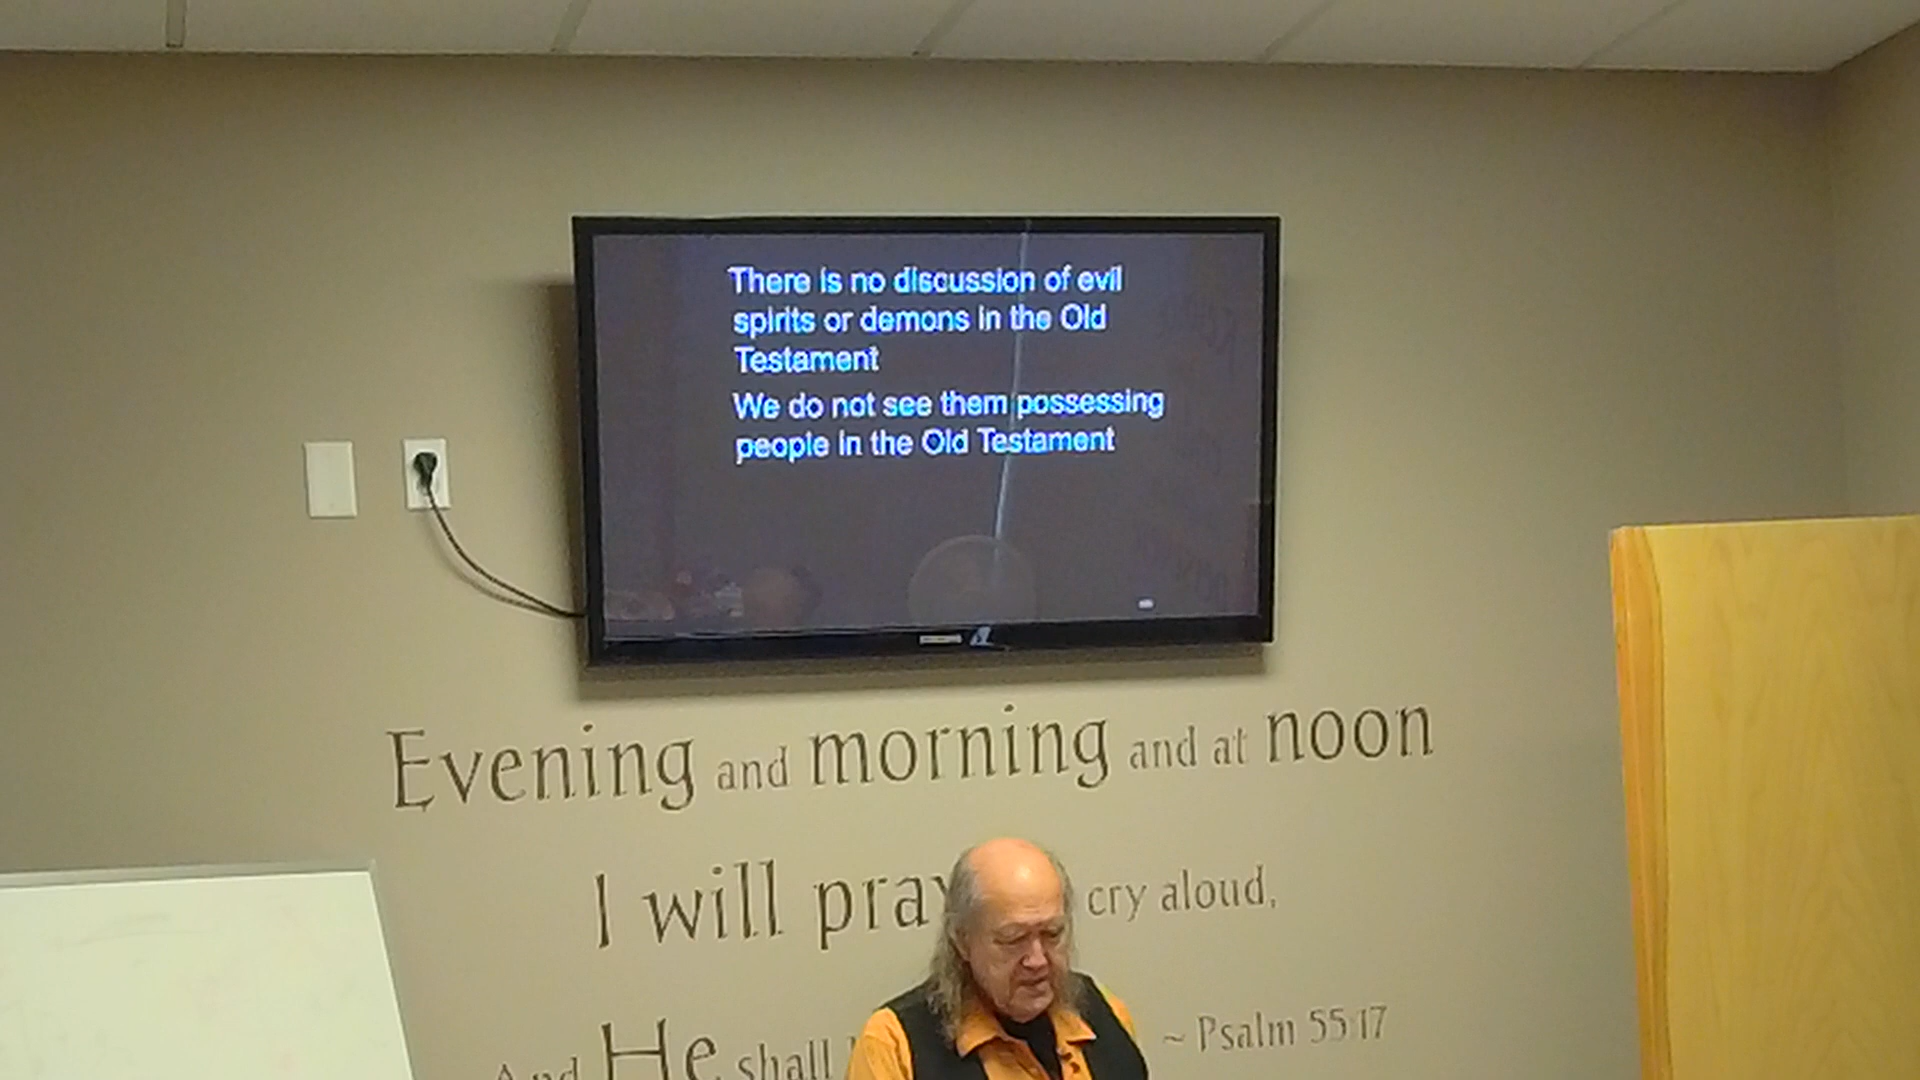 There is no discussion of evil
spirits or demons in the Old
Testament
We do not see them possessing
people in the Old Testament
Evening and morning and at noon
I will pray cry aloud,
And He shall
~ Psalm 55:17